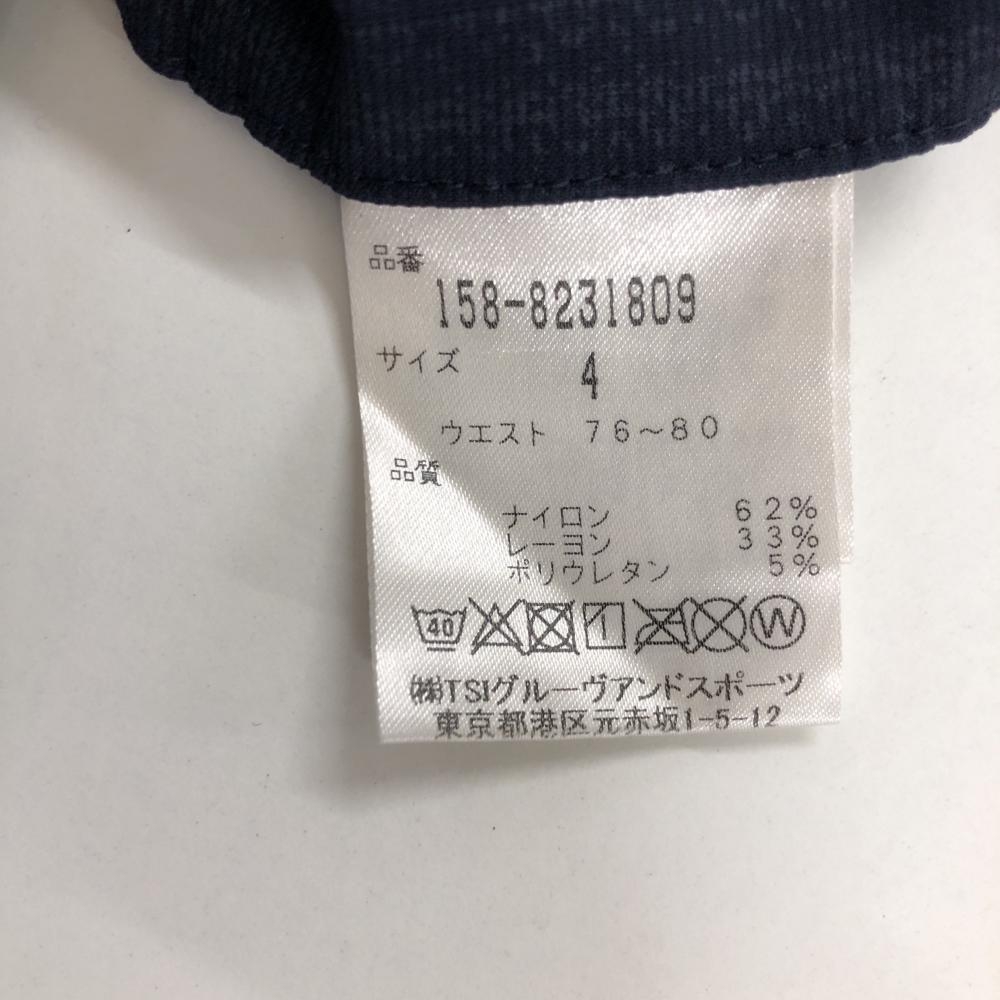 品番
158-8231809
サイズ 4
ウエスト 76～80
品質
ナイロン 62%
レーヨン 33%
ポリウレタン 5%
40 W
㈱TSIグルーヴアンドスポーツ
東京都港区元赤坂1-5-12